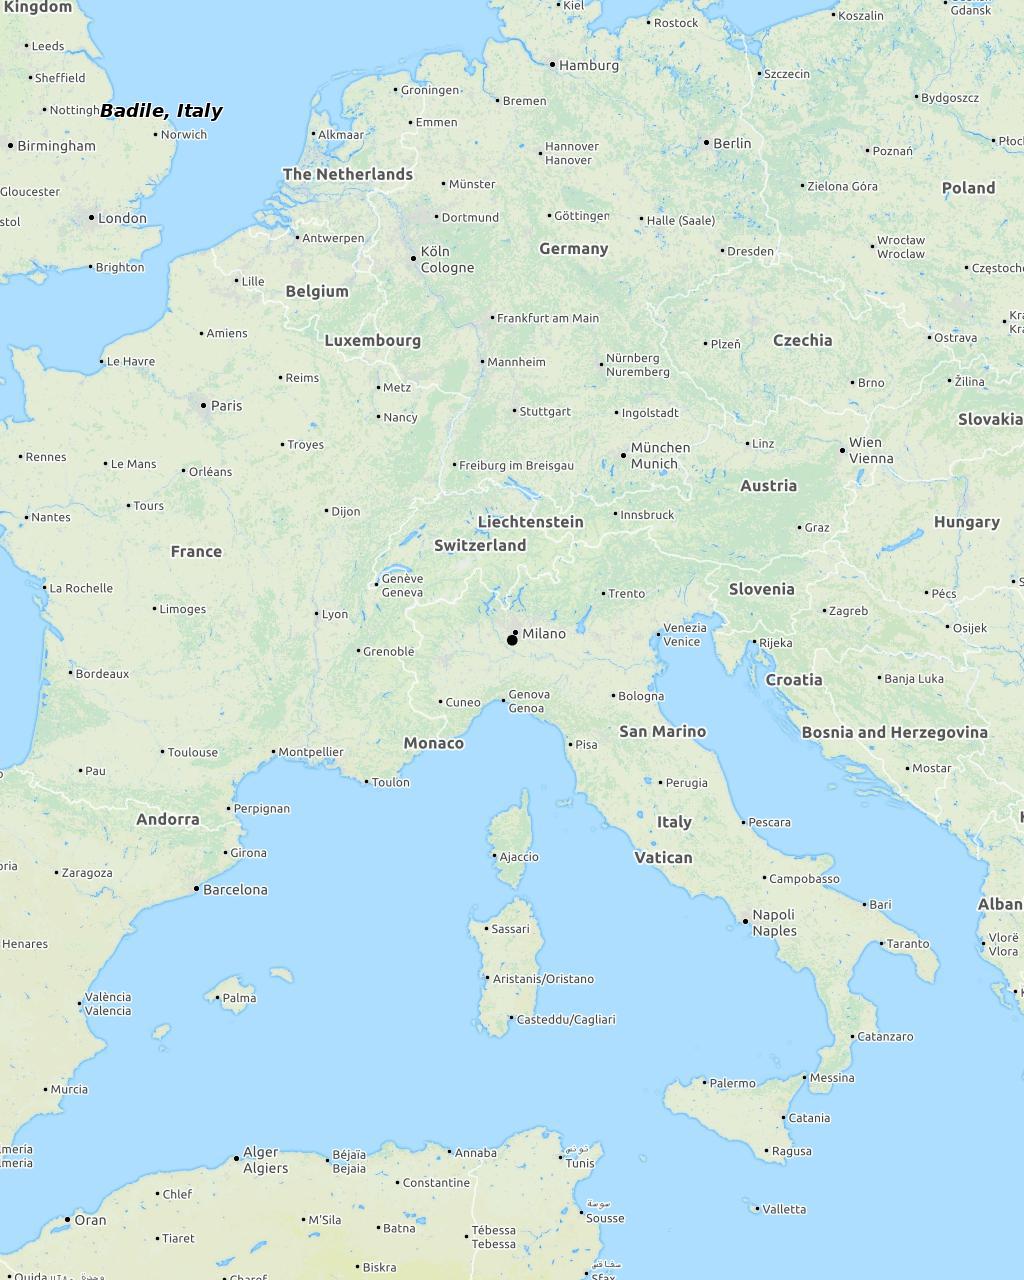 Kingdom
Kiel
Rostock
Koszalin
Gdansk
Leeds
Hamburg
Szczecin
Sheffield
Groningen
Bremen
Bydgoszcz
Badile, Italy
Emmen
Norwich
Alkmaar
Birmingham
Hannover
Hanover
Berlin
Poznań
The Netherlands
Münster
Zielona Góra
Poland
Gloucester
London
Dortmund
Göttingen
Halle (Saale)
Antwerpen
Köln
Cologne
Germany
Dresden
Wrocław
Wroclaw
Brighton
Lille
Belgium
Frankfurt am Main
Amiens
Luxembourg
Plzeň
Czechia
Ostrava
Le Havre
Mannheim
Nürnberg
Nuremberg
Reims
Metz
Brno
Žilina
Paris
Nancy
Stuttgart
Ingolstadt
Slovakia
Troyes
München
Munich
Linz
Wien
Vienna
Rennes
Le Mans
Orléans
Freiburg im Breisgau
Austria
Tours
Nantes
Dijon
Liechtenstein
Innsbruck
Graz
Hungary
France
Switzerland
Genève
Geneva
La Rochelle
Trento
Slovenia
Pécs
Limoges
Lyon
Zagreb
Milano
Venezia
Venice
Osijek
Grenoble
Rijeka
Bordeaux
Croatia
Banja Luka
Cuneo
Genova
Genoa
Bologna
Monaco
Pisa
San Marino
Bosnia and Herzegovina
Toulouse
Montpellier
Pau
Toulon
Perugia
Mostar
Perpignan
Andorra
Italy
Pescara
Girona
Ajaccio
Vatican
Zaragoza
Campobasso
Barcelona
Bari
Napoli
Naples
Sassari
Henares
Taranto
Vlorë
Vlora
Aristanis/Oristano
Palma
València
Valencia
Casteddu/Cagliari
Catanzaro
Murcia
Palermo
Messina
Catania
Ragusa
Alger
Algiers
Béjaïa
Bejaia
Annaba
تونس
Tunis
Constantine
Chlef
سوسة
Sousse
Valletta
Oran
M'Sila
Batna
Tébessa
Tebessa
Tiaret
Biskra
صفاقس
Sfax